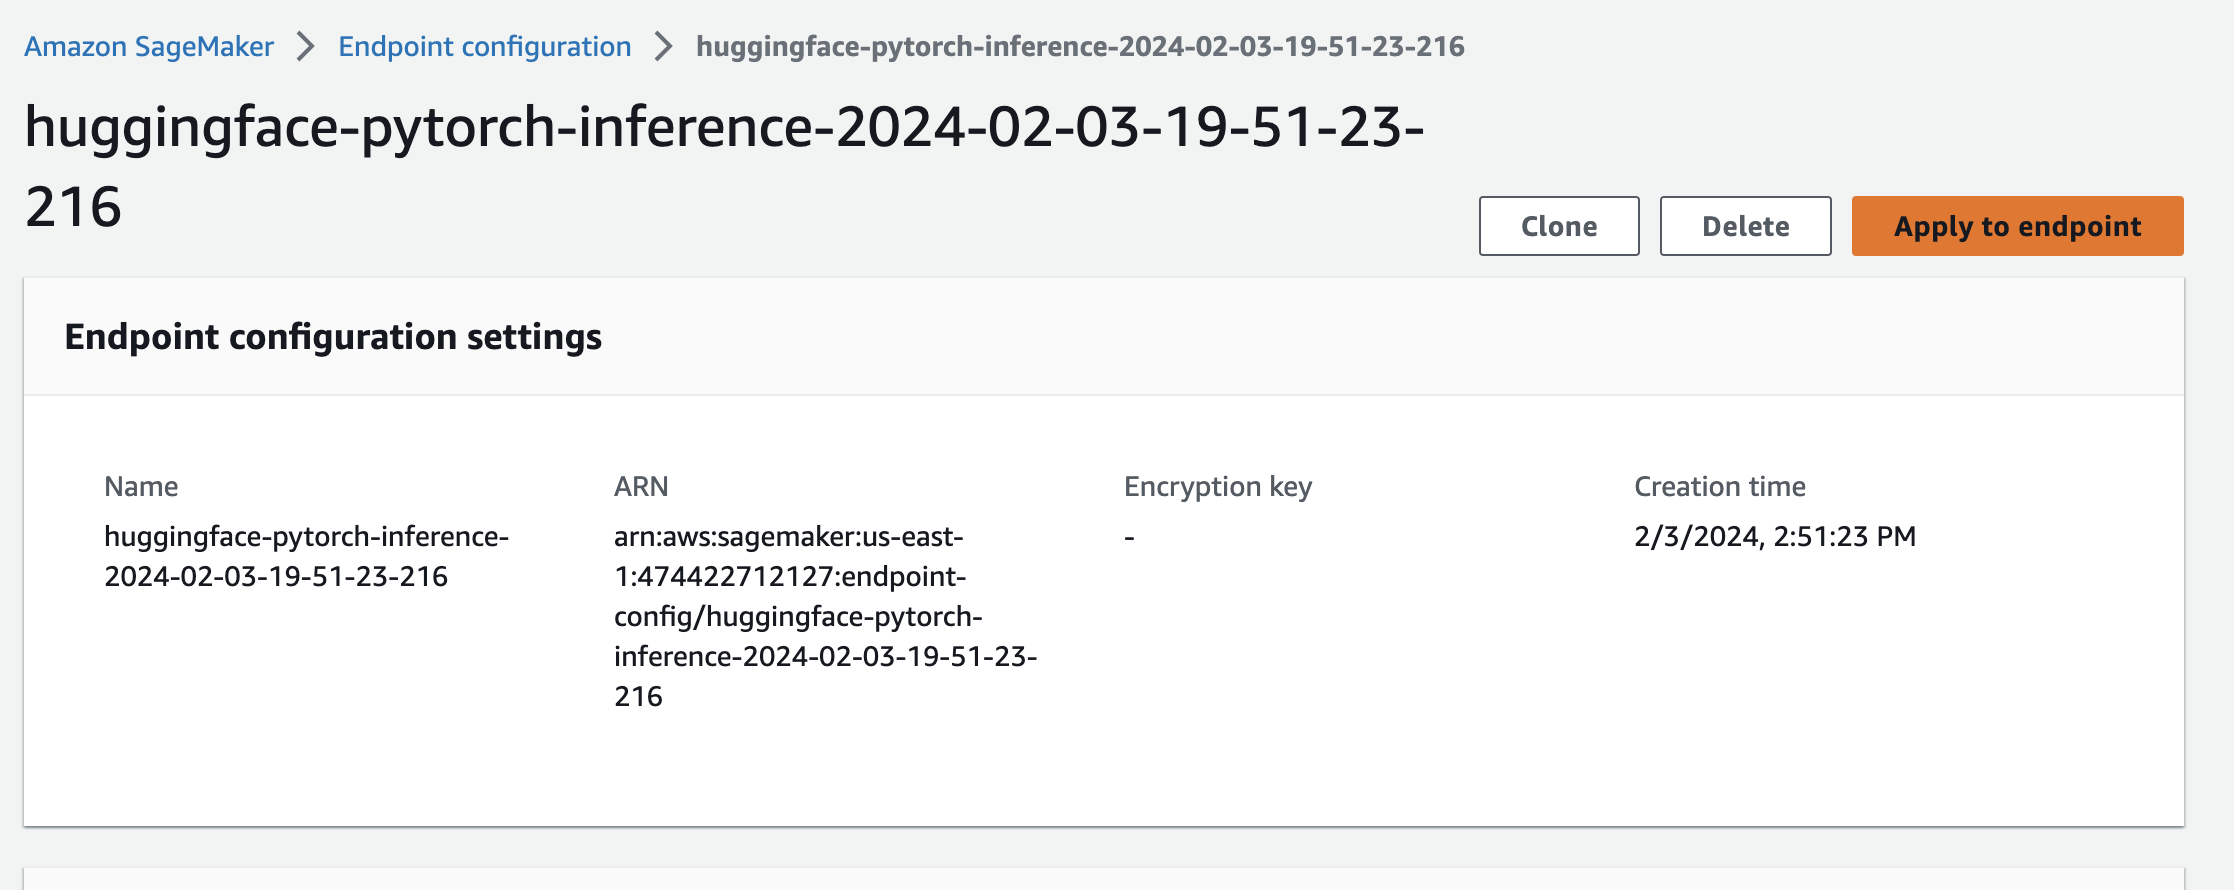 Amazon SageMaker > Endpoint configuration > huggingface-pytorch-inference-2024-02-03-19-51-23-216
huggingface-pytorch-inference-2024-02-03-19-51-23-
216
Clone Delete Apply to endpoint
Endpoint configuration settings
Name
huggingface-pytorch-inference-
2024-02-03-19-51-23-216
ARN
arn:aws:sagemaker:us-east-
1:474422712127:endpoint-
config/huggingface-pytorch-
inference-2024-02-03-19-51-23-
216
Encryption key
-
Creation time
2/3/2024, 2:51:23 PM